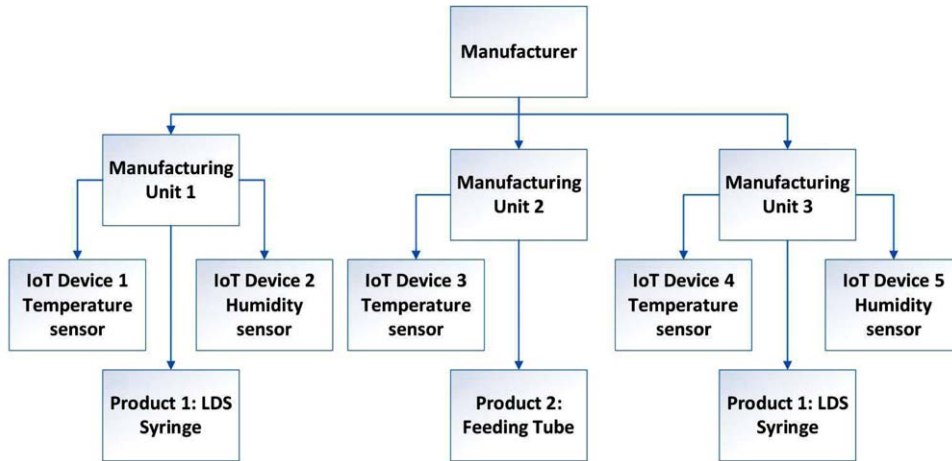 Manufacturer
Manufacturing
Unit 1
Manufacturing
Unit 2
Manufacturing
Unit 3
IoT Device 1
Temperature
sensor
IoT Device 2
Humidity
sensor
IoT Device 3
Temperature
sensor
IoT Device 4
Temperature
sensor
IoT Device 5
Humidity
sensor
Product 1: LDS
Syringe
Product 2:
Feeding Tube
Product 1: LDS
Syringe